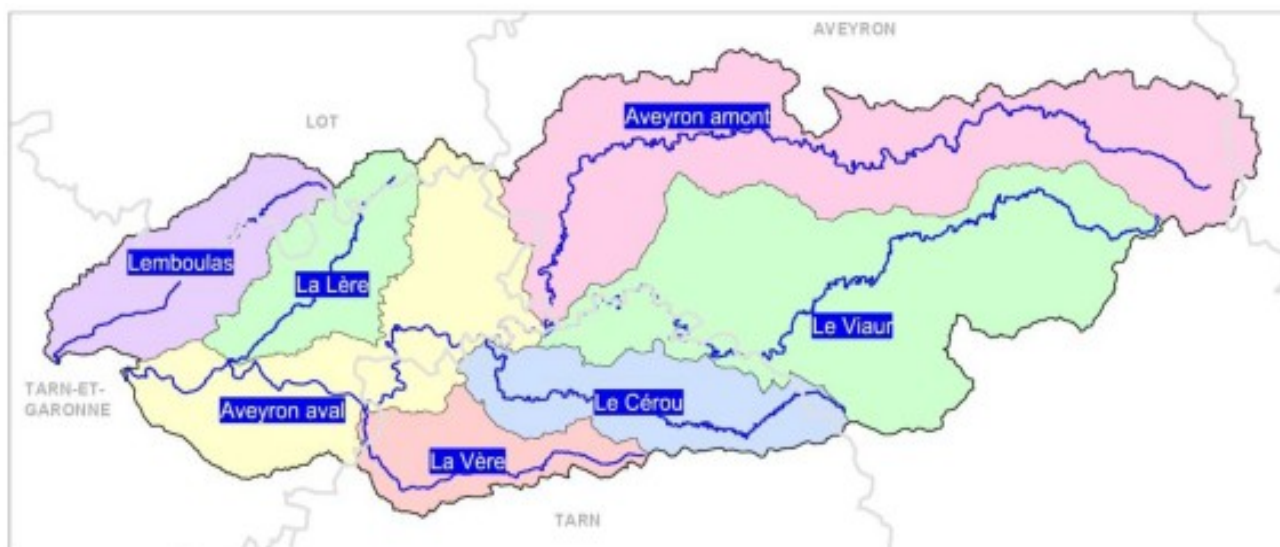 AVEYRON
Aveyron amont
LOT
Lemboulas
La Lère
Le Viaur
TARN-ET-
GARONNE
Aveyron aval
Le Cérou
La Vère
TARN